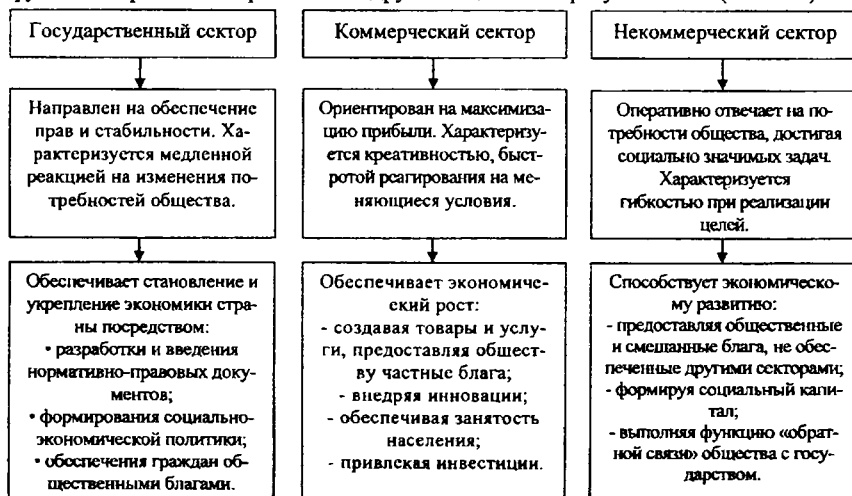 Государственный сектор
Коммерческий сектор
Некоммерческий сектор
Направлен на обеспечение
прав и стабильности. Ха-
рактеризуется медленной
реакцией на изменения по-
требностей общества.
Ориентирован на максимиза-
цию прибыли. Характеризу-
ется креативностью, быст-
ротой реагирования на ме-
няющиеся условия.
Оперативно отвечает на по-
требности общества, достигая
социально значимых задач.
Характеризуется
гибкостью при реализации
целей.
Обеспечивает становление и
укрепление экономики стра-
ны посредством:
• разработки и введения
нормативно-правовых доку-
ментов;
• формирования социально-
экономической политики;
• обеспечения граждан об-
щественными благами.
Обеспечивает экономиче-
ский рост:
- создавая товары и услу-
ги, предоставляя общест-
ву частные блага;
- внедряя инновации;
- обеспечивая занятость
населения;
- привлекая инвестиции.
Способствует экономическо-
му развитию:
- предоставляя общественные
и смешанные блага, не обес-
печенные другими секторами;
- формируя социальный капи-
тал;
- выполняя функцию «обрат-
ной связи» общества с госу-
дарством.